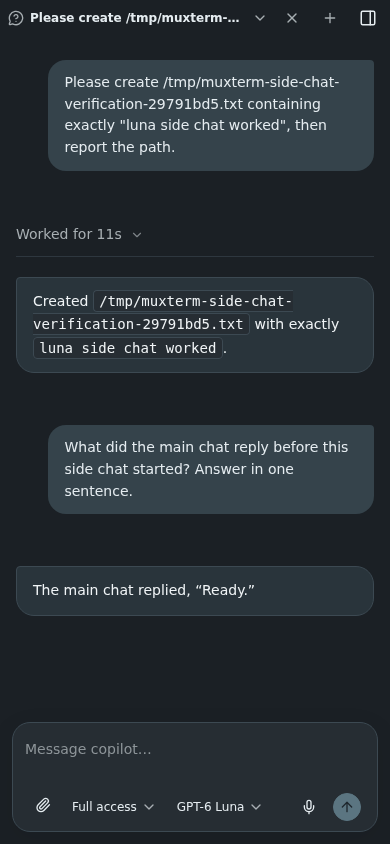 Please create /tmp/muxterm-...
Please create /tmp/muxterm-side-chat-
verification-29791bd5.txt containing
exactly "luna side chat worked", then
report the path.
Worked for 11s
Created /tmp/muxterm-side-chat-
verification-29791bd5.txt with exactly
luna side chat worked.
What did the main chat reply before this
side chat started? Answer in one
sentence.
The main chat replied, “Ready.”
Message copilot...
Full access GPT-6 Luna